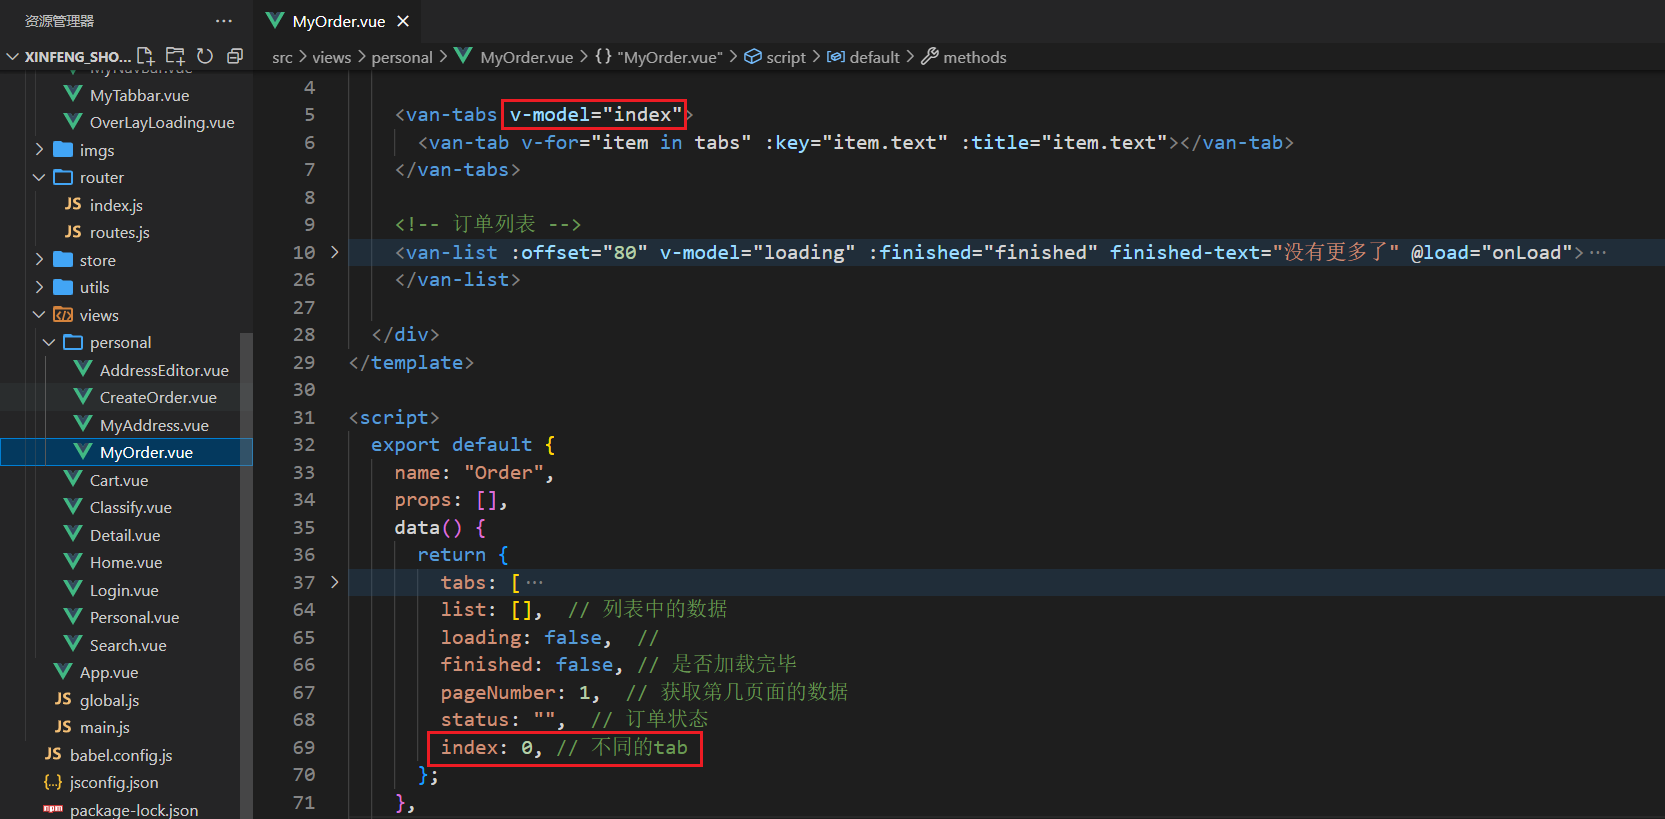 资源管理器
XINFENG_SHO...
MyNavbar.vue
MyTabbar.vue
OverLayLoading.vue
imgs
router
JS index.js
JS routes.js
store
utils
views
personal
AddressEditor.vue
CreateOrder.vue
MyAddress.vue
MyOrder.vue
Cart.vue
Classify.vue
Detail.vue
Home.vue
Login.vue
Personal.vue
Search.vue
App.vue
JS global.js
JS main.js
JS babel.config.js
{..} jsconfig.json
npm package-lock.json
MyOrder.vue
src > views > personal > MyOrder.vue > {} "MyOrder.vue" > script > default > methods
4
5 <van-tabs v-model="index">
6 <van-tab v-for="item in tabs" :key="item.text" :title="item.text"></van-tab>
7 </van-tabs>
8
9 <!-- 订单列表 -->
10 <van-list :offset="80" v-model="loading" :finished="finished" finished-text="没有更多了" @load="onLoad">⋯
26 </van-list>
27
28 </div>
29 </template>
30
31 <script>
32 export default {
33 name: "Order",
34 props: [],
35 data() {
36 return {
37 tabs: [⋯
64 list: [], // 列表中的数据
65 loading: false, //
66 finished: false, // 是否加载完毕
67 pageNumber: 1, // 获取第几页面的数据
68 status: "", // 订单状态
69 index: 0, // 不同的tab
70 };
71 },